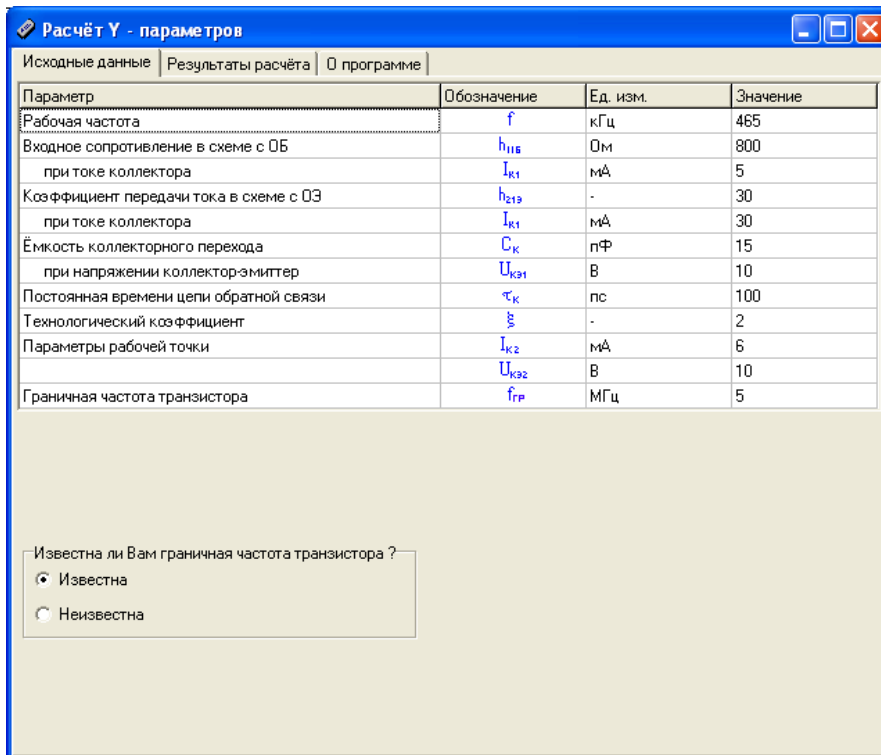 Расчёт Y - параметров
Исходные данные Результаты расчёта О программе
Параметр Обозначение Ед. изм. Значение
Рабочая частота f кГц 465
Входное сопротивление в схеме с ОБ h11Б Ом 800
при токе коллектора Iк1 мА 5
Коэффициент передачи тока в схеме с ОЭ h21э - 30
при токе коллектора Iк1 мА 30
Ёмкость коллекторного перехода Cк пФ 15
при напряжении коллектор-эмиттер Uкэ1 В 10
Постоянная времени цепи обратной связи τк пс 100
Технологический коэффициент ξ - 2
Параметры рабочей точки Iк2 мА 6
Uкэ2 В 10
Граничная частота транзистора fгр МГц 5
Известна ли Вам граничная частота транзистора ?
Известна
Неизвестна